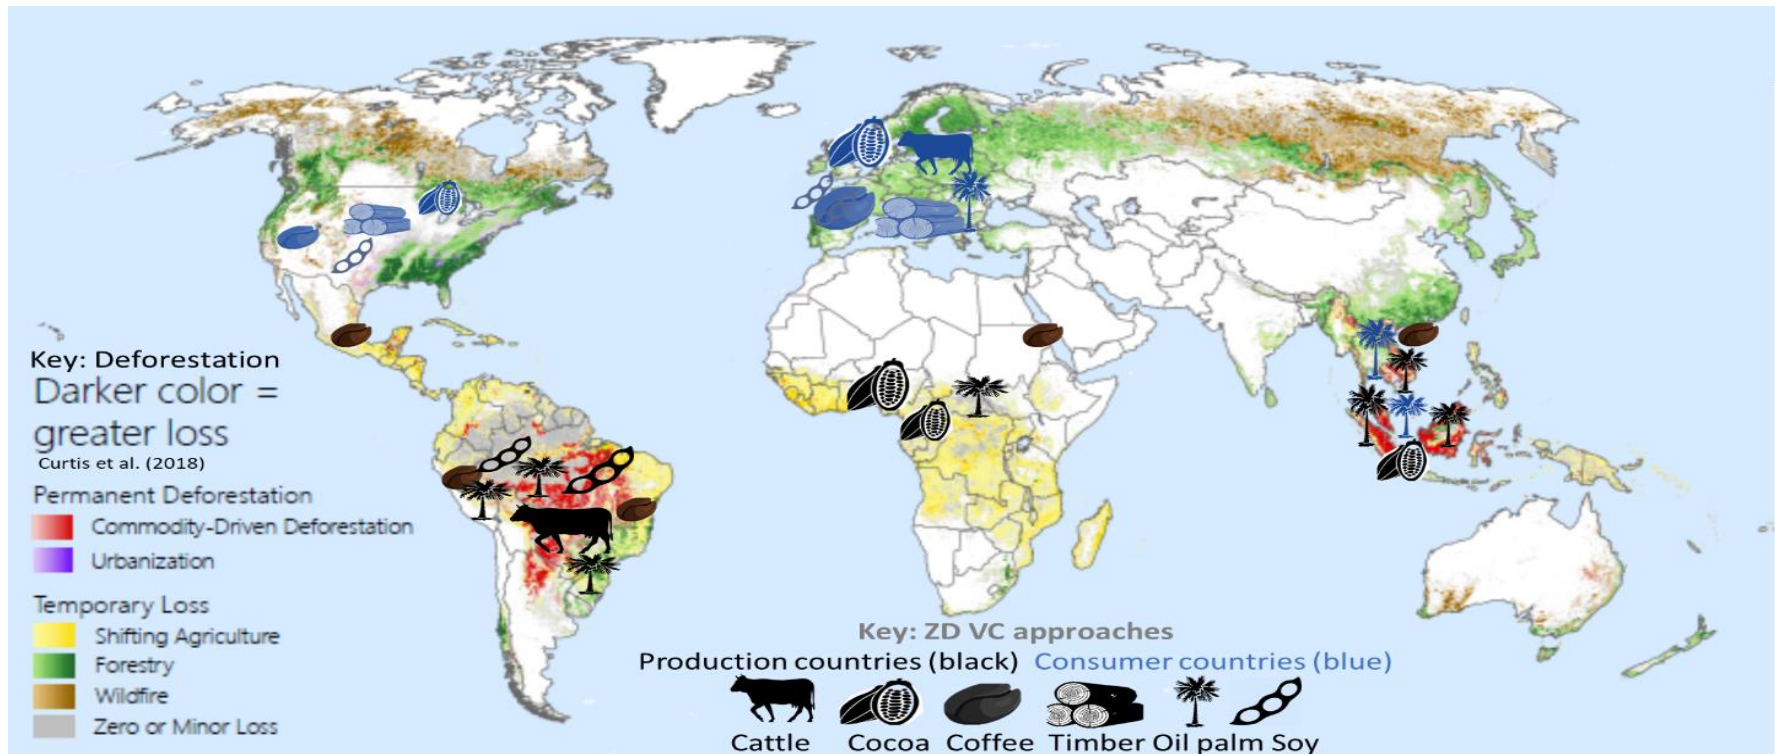 Key: Deforestation
Darker color =
greater loss
Curtis et al. (2018)
Permanent Deforestation
Commodity-Driven Deforestation
Urbanization
Temporary Loss
Shifting Agriculture
Forestry
Wildfire
Zero or Minor Loss
Key: ZD VC approaches
Production countries (black) Consumer countries (blue)
Cattle Cocoa Coffee Timber Oil palm Soy